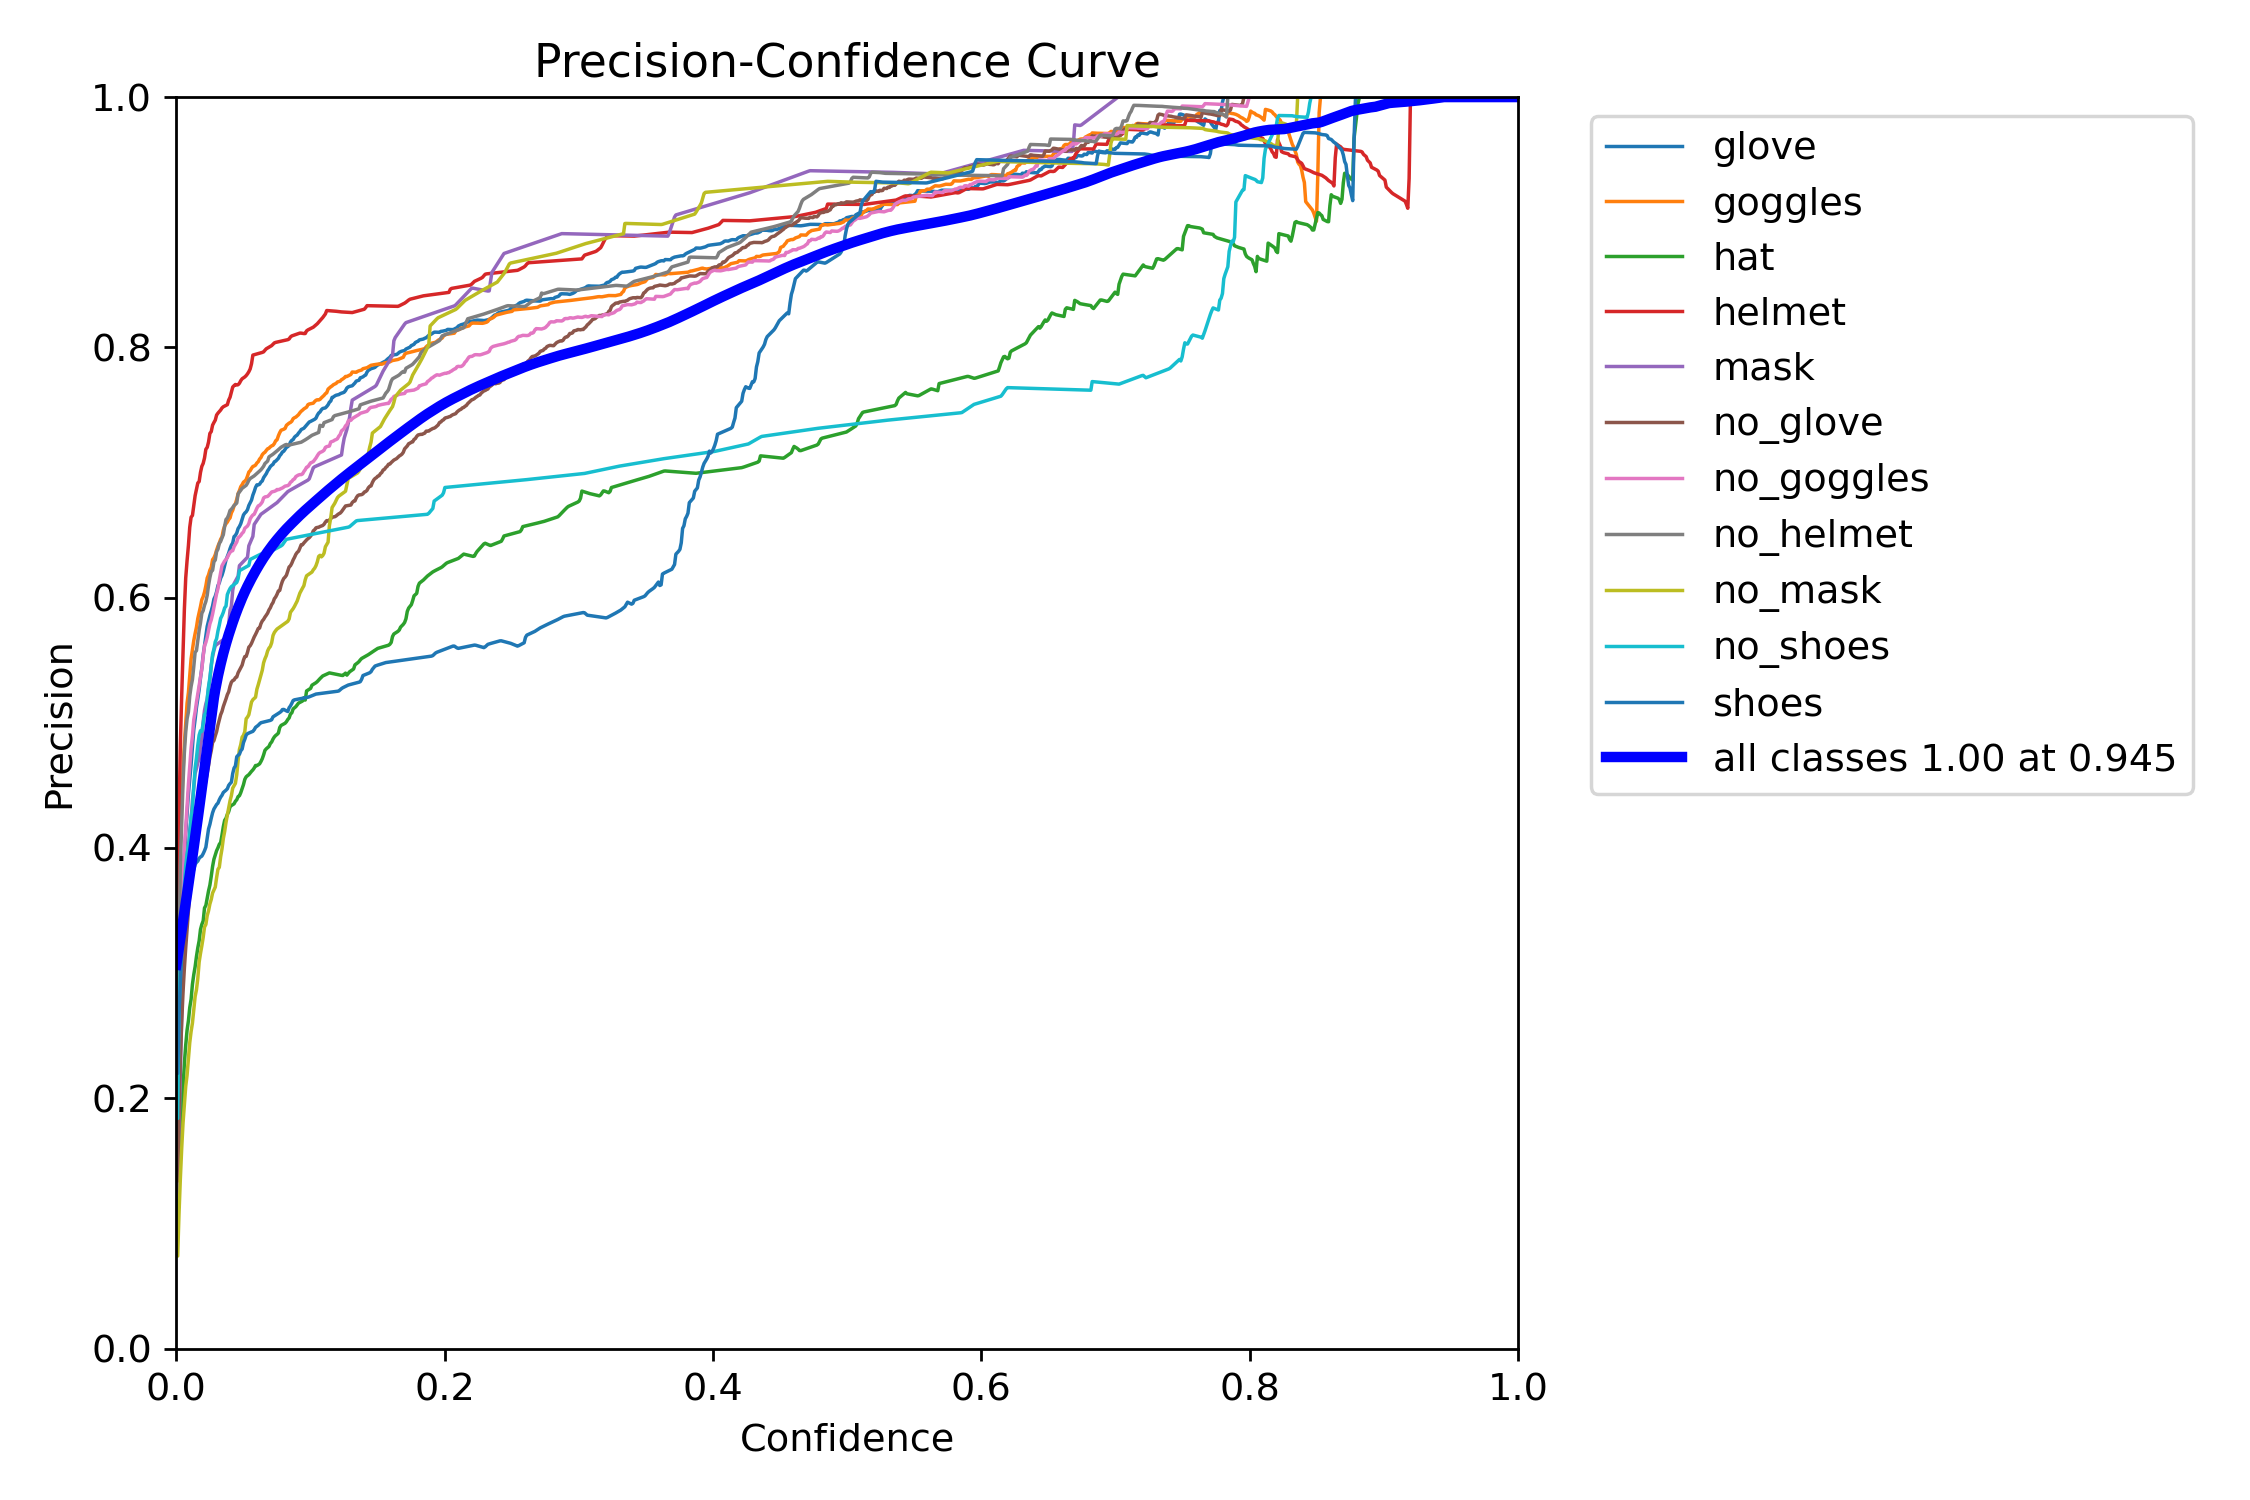 Precision-Confidence Curve
1.0
0.8
0.6
0.4
0.2
0.0
Precision
0.0 0.2 0.4 0.6 0.8 1.0
Confidence
glove
goggles
hat
helmet
mask
no_glove
no_goggles
no_helmet
no_mask
no_shoes
shoes
all classes 1.00 at 0.945